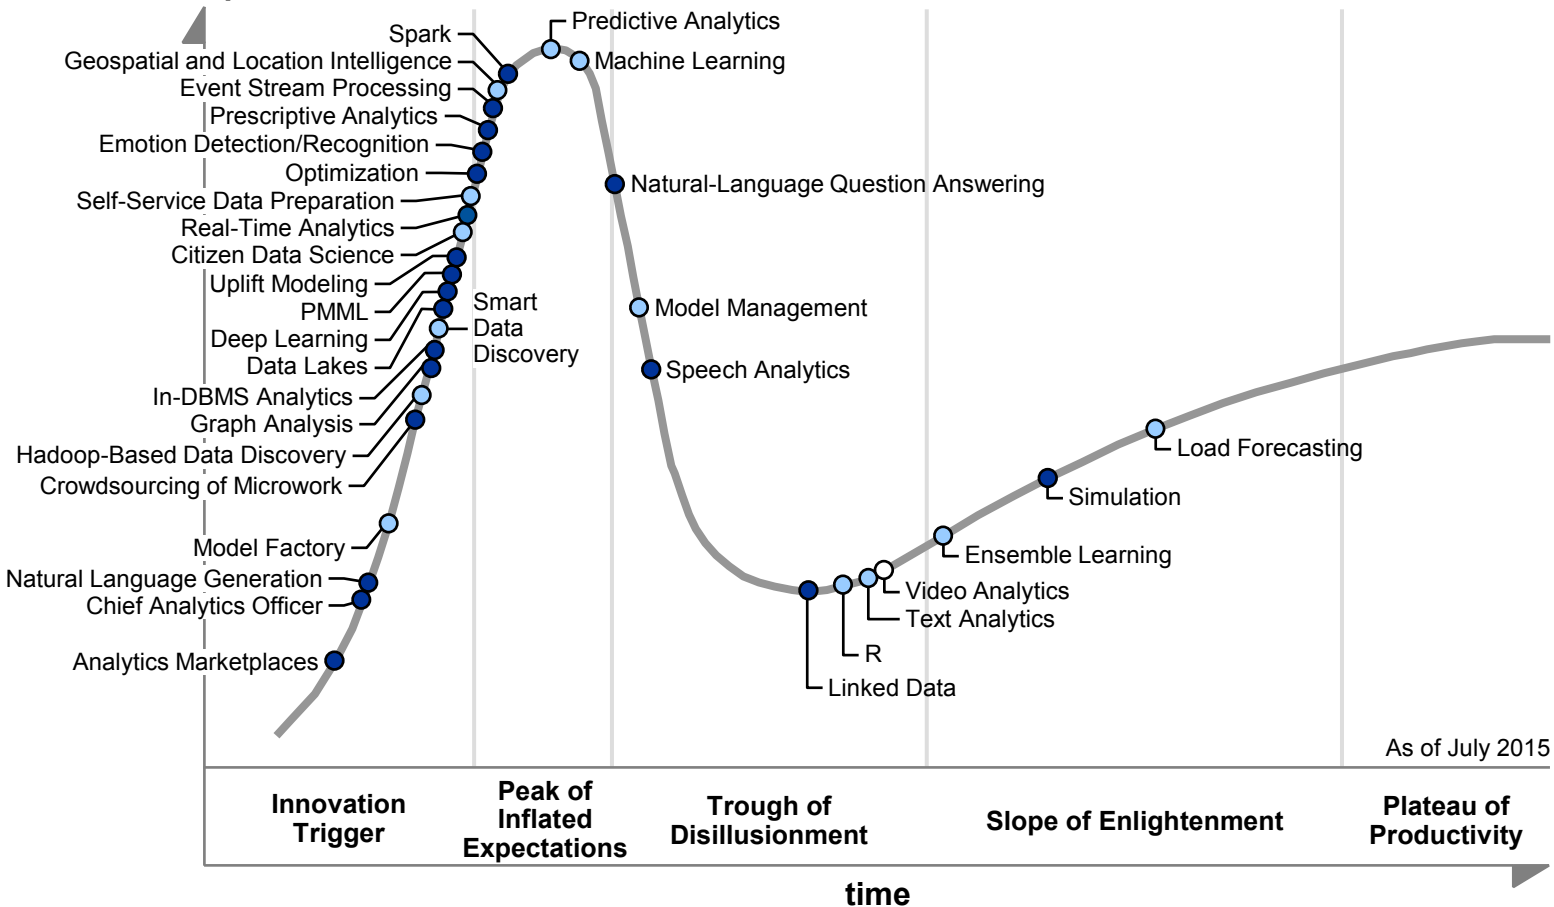 Predictive Analytics
Spark
Geospatial and Location Intelligence
Machine Learning
Event Stream Processing
Prescriptive Analytics
Emotion Detection/Recognition
Optimization
Natural-Language Question Answering
Self-Service Data Preparation
Real-Time Analytics
Citizen Data Science
Uplift Modeling
PMML
Smart
Data
Discovery
Model Management
Deep Learning
Data Lakes
Speech Analytics
In-DBMS Analytics
Graph Analysis
Hadoop-Based Data Discovery
Crowdsourcing of Microwork
Load Forecasting
Simulation
Model Factory
Ensemble Learning
Natural Language Generation
Video Analytics
Chief Analytics Officer
Text Analytics
R
Analytics Marketplaces
Linked Data
As of July 2015
Innovation
Trigger
Peak of
Inflated
Expectations
Trough of
Disillusionment
Slope of Enlightenment
Plateau of
Productivity
time